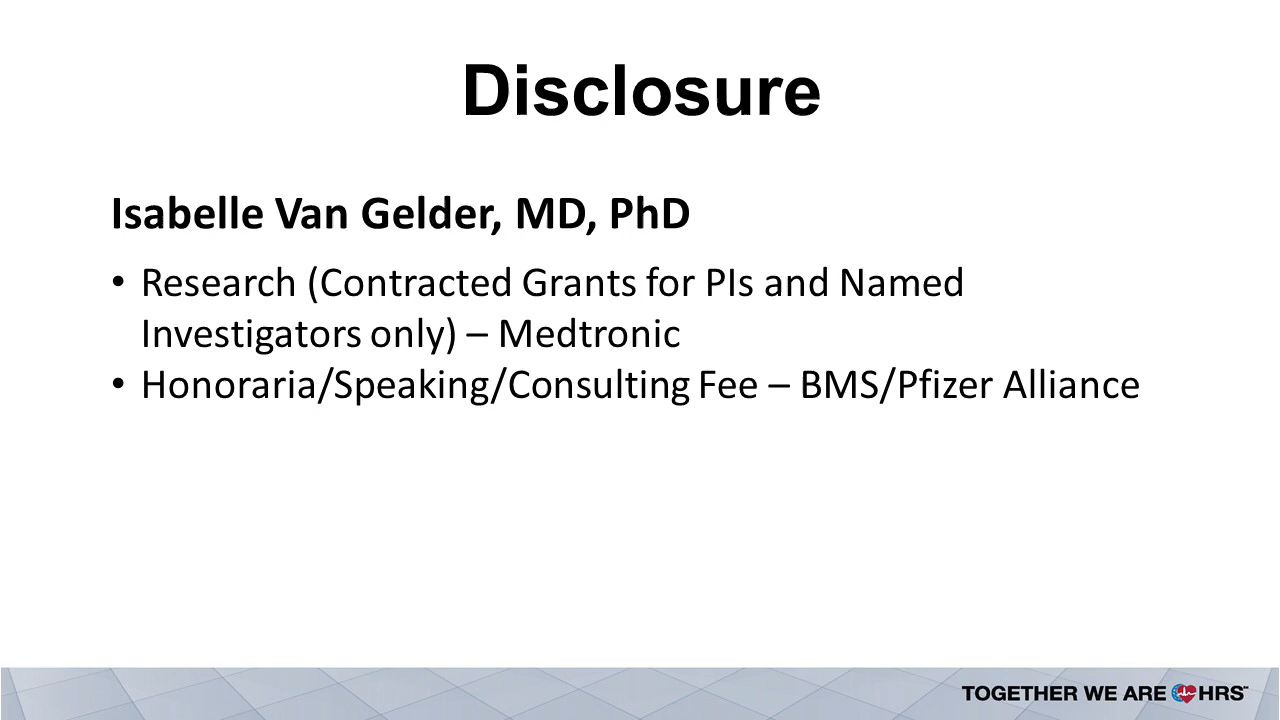 Disclosure
Isabelle Van Gelder, MD, PhD
• Research (Contracted Grants for PIs and Named
Investigators only) – Medtronic
• Honoraria/Speaking/Consulting Fee – BMS/Pfizer Alliance
TOGETHER WE ARE HRS™